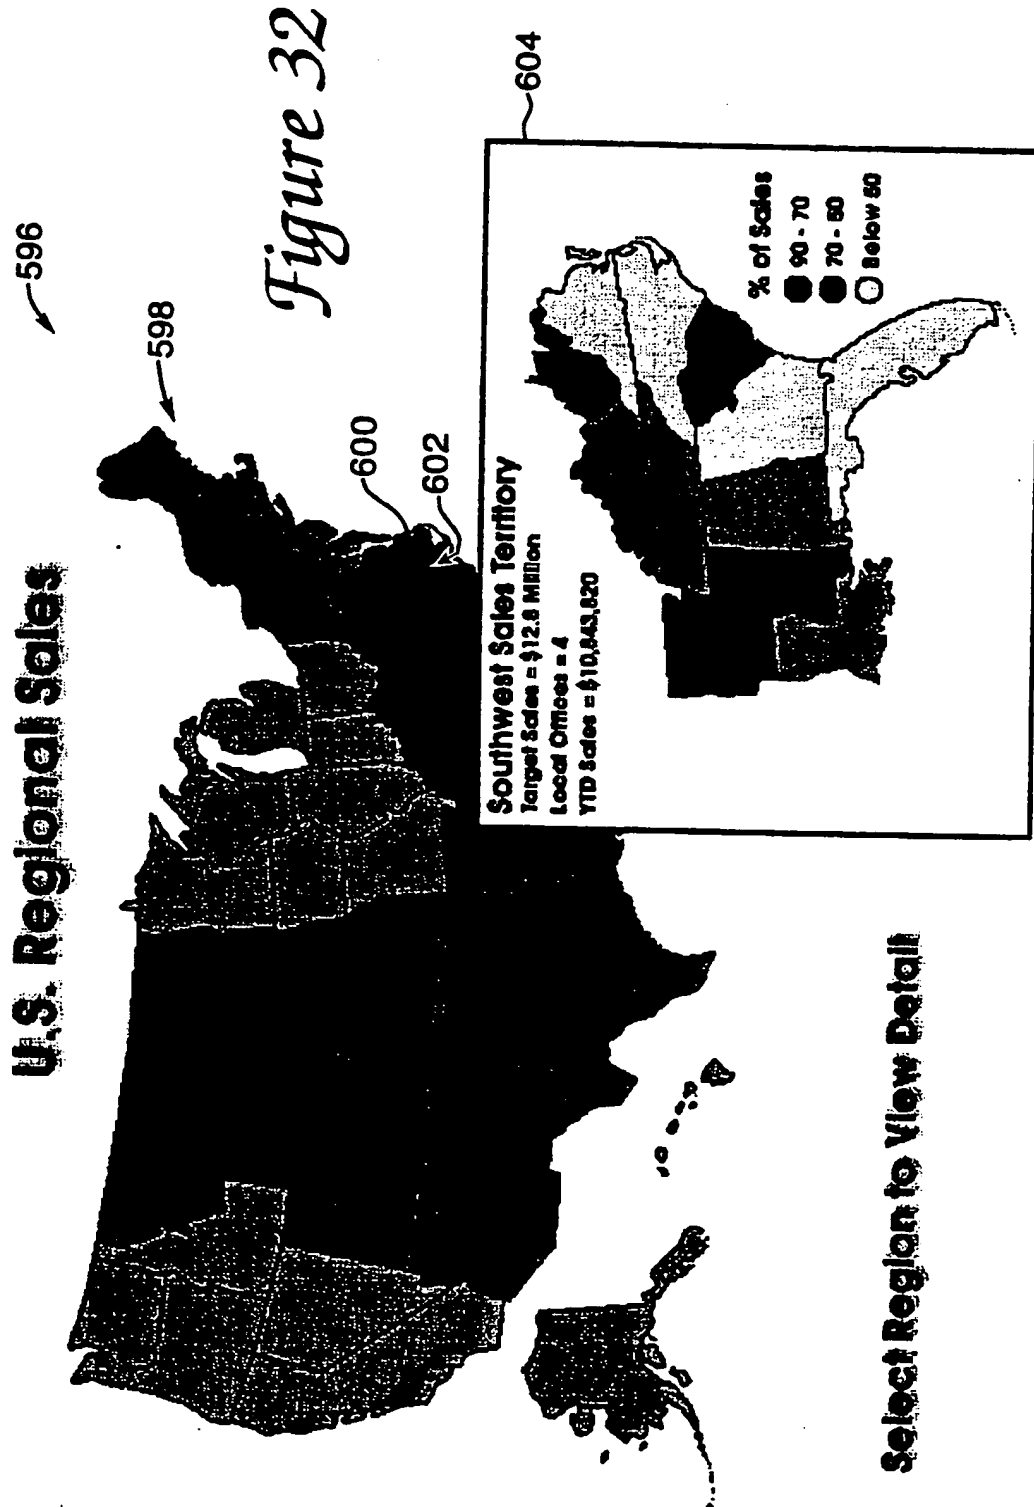 U.S. Regional Sales
596
598
Figure 32
600
602
604
Southwest Sales Territory
Target Sales = $12.8 Million
Local Offices = 4
YTD Sales = $10,843,820
% of Sales
90 - 70
70 - 50
Below 50
Select Region to View Detail